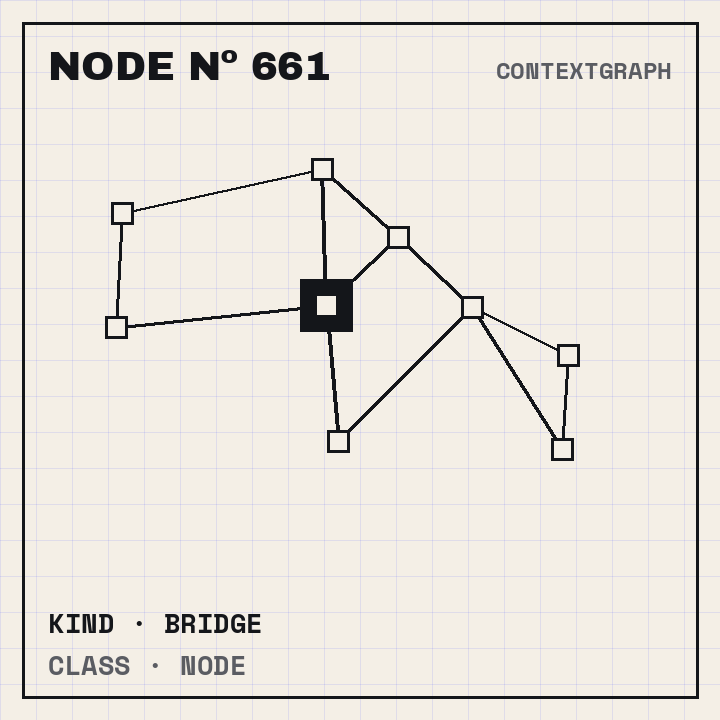 NODE Nº 661
CONTEXTGRAPH
KIND · BRIDGE
CLASS · NODE